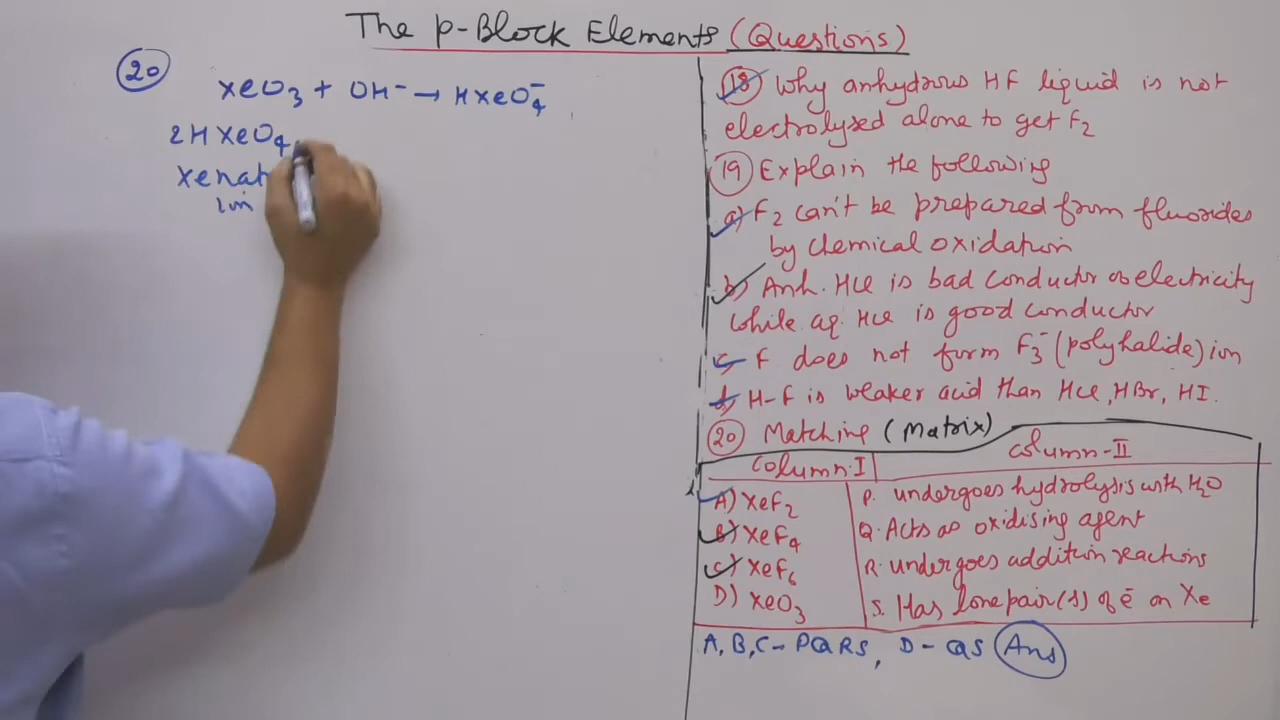 The p-Block Elements (Questions)
20
XeO3 + OH- → HXeO4-
2HXeO4
Xenat
ion
18 Why anhydrous HF liquid is not
electrolysed alone to get F2
19 Explain the following
a) F2 can't be prepared from fluorides
by chemical oxidation
b) Anh. HCl is bad conductor of electricity
while aq. HCl is good conductor
c) F does not form F3- (polyhalide) ion
d) H-F is weaker acid than HCl, HBr, HI.
20 Matching (Matrix)
Column-I Column-II
A) XeF2 P. undergoes hydrolysis with H2O
B) XeF4 Q. Acts as oxidising agent
C) XeF6 R. undergoes addition reactions
D) XeO3 S. Has lone pair(s) of e- on Xe
A, B, C - PQRS, D - QS Ans